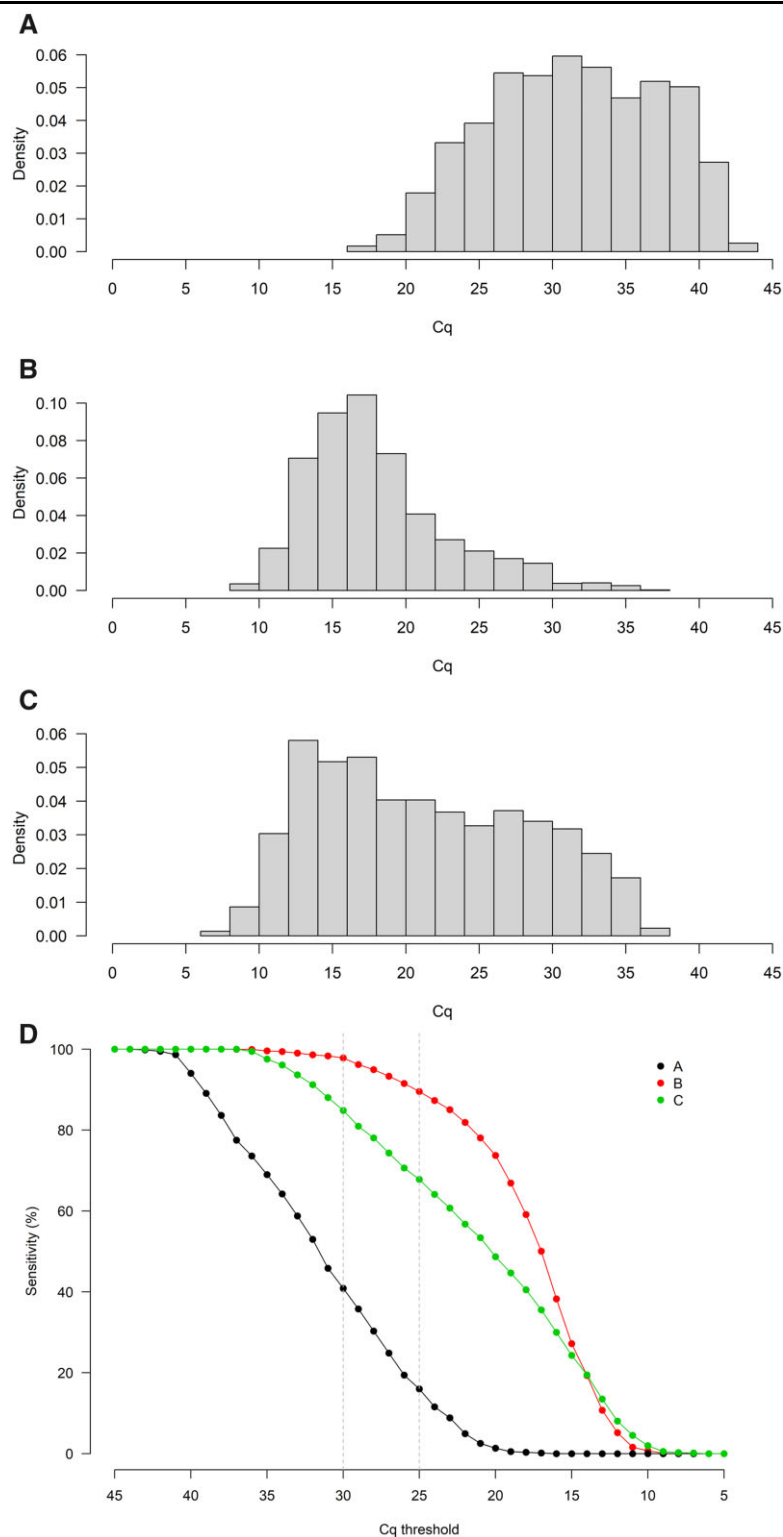 A
0.06
0.05
0.04
0.03
0.02
0.01
0.00
Density
0 5 10 15 20 25 30 35 40 45
Cq
B
0.10
0.08
0.06
0.04
0.02
0.00
Density
0 5 10 15 20 25 30 35 40 45
Cq
C
0.06
0.05
0.04
0.03
0.02
0.01
0.00
Density
0 5 10 15 20 25 30 35 40 45
Cq
D
100
80
60
40
20
0
Sensitivity (%)
A
B
C
45 40 35 30 25 20 15 10 5
Cq threshold